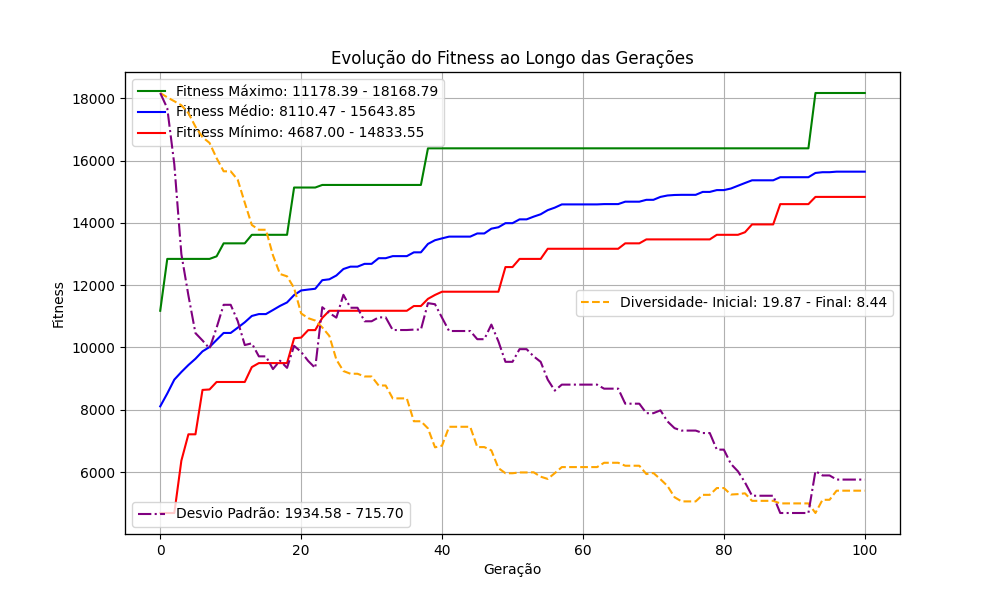 Evolução do Fitness ao Longo das Gerações
Fitness Máximo: 11178.39 - 18168.79
Fitness Médio: 8110.47 - 15643.85
Fitness Mínimo: 4687.00 - 14833.55
Diversidade- Inicial: 19.87 - Final: 8.44
Desvio Padrão: 1934.58 - 715.70
Fitness
18000
16000
14000
12000
10000
8000
6000
0 20 40 60 80 100
Geração